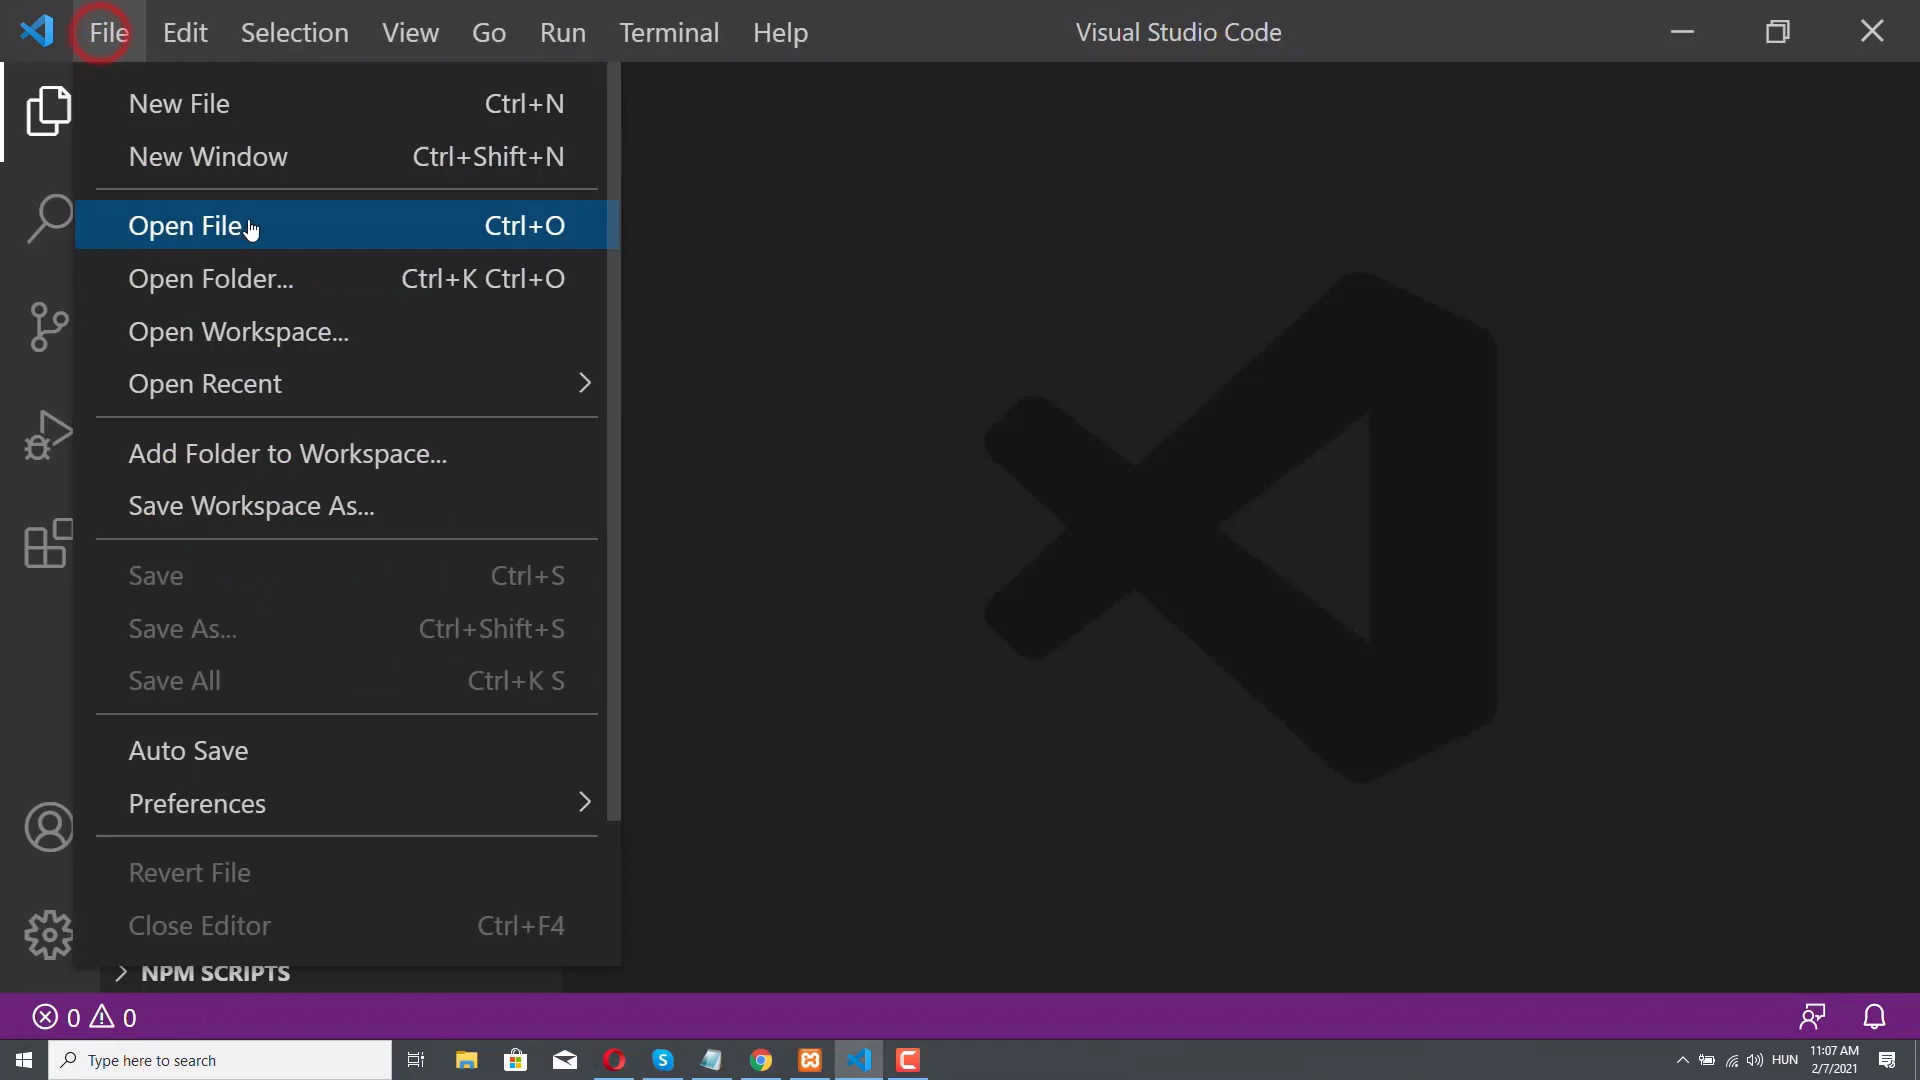 File Edit Selection View Go Run Terminal Help Visual Studio Code
New File Ctrl+N
New Window Ctrl+Shift+N
Open File Ctrl+O
Open Folder... Ctrl+K Ctrl+O
Open Workspace...
Open Recent
Add Folder to Workspace...
Save Workspace As...
Save Ctrl+S
Save As... Ctrl+Shift+S
Save All Ctrl+K S
Auto Save
Preferences
Revert File
Close Editor Ctrl+F4
NPM SCRIPTS
0 0
Type here to search
HUN
11:07 AM
2/7/2021